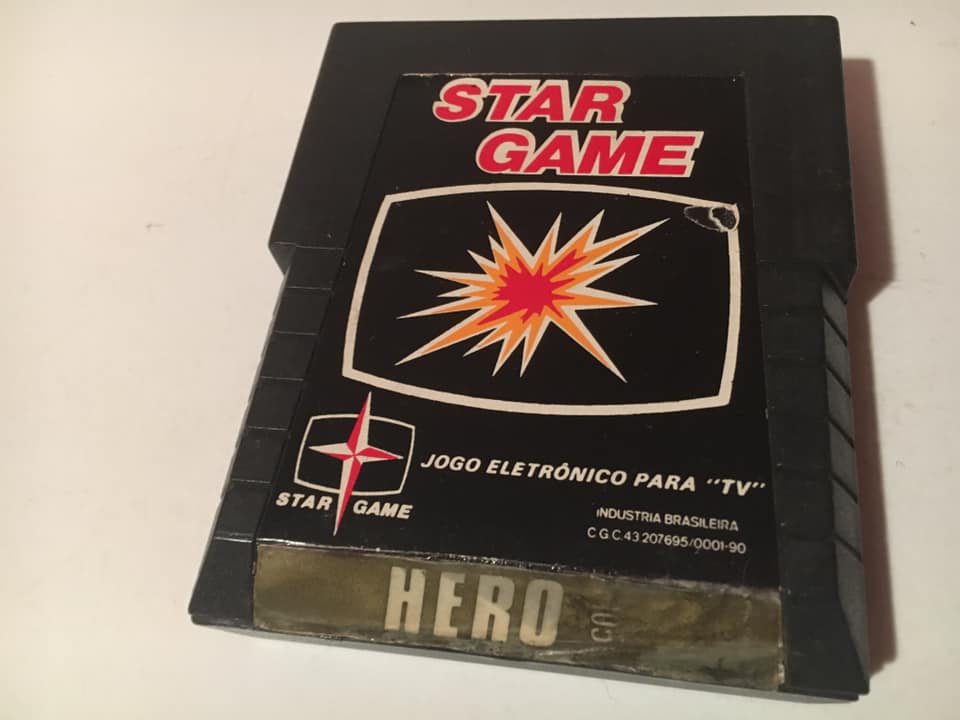 STAR
GAME
JOGO ELETRÔNICO PARA "TV"
STAR GAME
INDUSTRIA BRASILEIRA
C G C 43 207695/0001-90
HERO